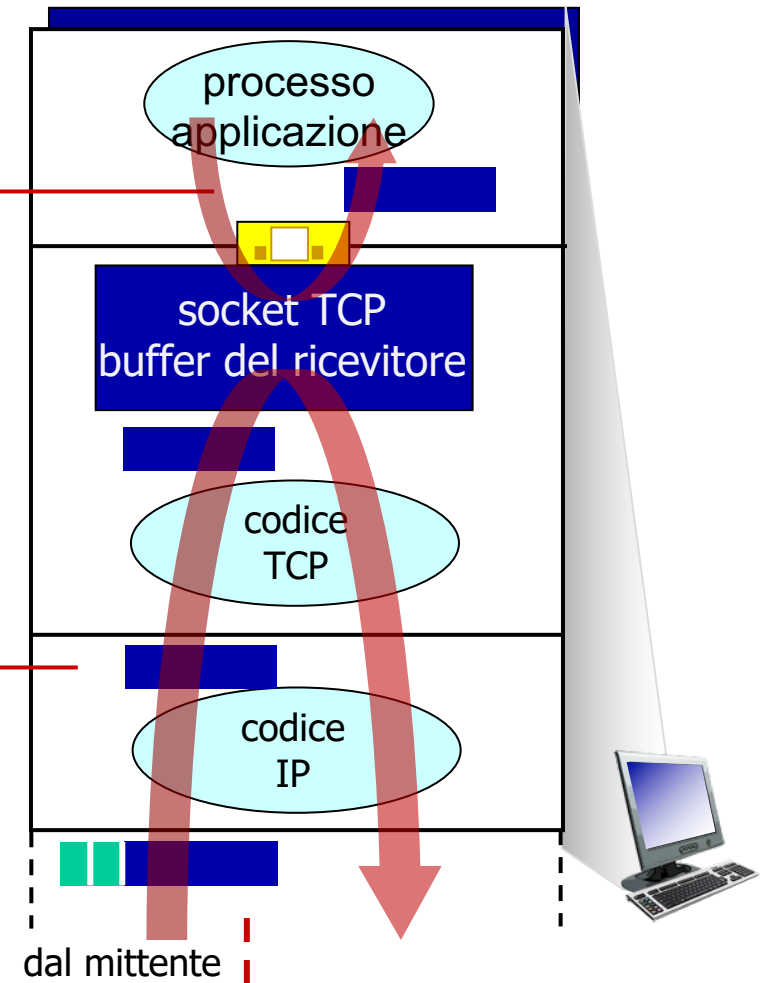 processo
applicazione
socket TCP
buffer del ricevitore
codice
TCP
codice
IP
dal mittente